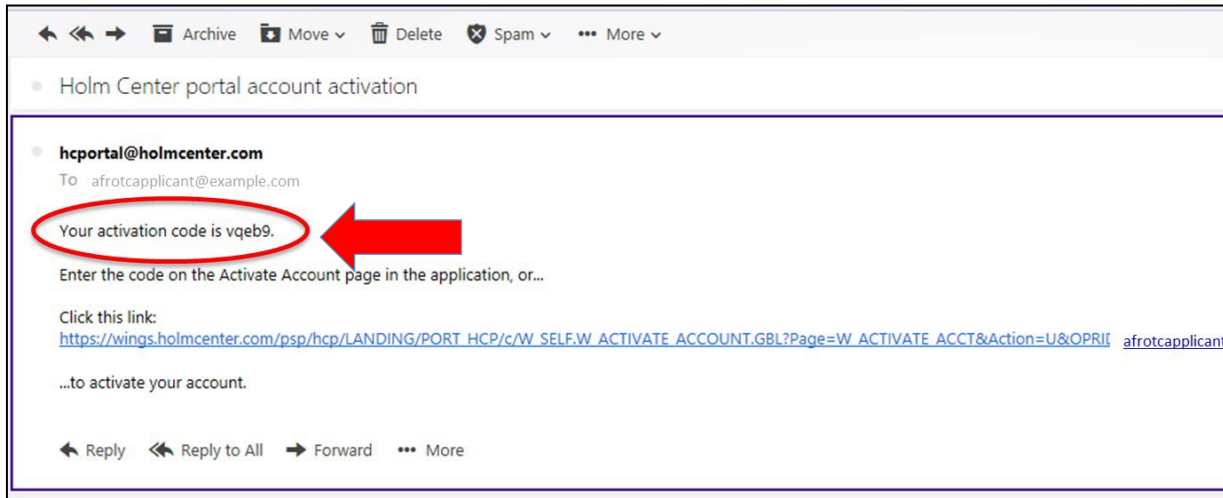 Archive Move Delete Spam More
Holm Center portal account activation
hcportal@holmcenter.com
To afrotcapplicant@example.com
Your activation code is vqeb9.
Enter the code on the Activate Account page in the application, or...
Click this link:
https://wings.holmcenter.com/psp/hcp/LANDING/PORT_HCP/c/W_SELF.W_ACTIVATE_ACCOUNT.GBL?Page=W_ACTIVATE_ACCT&Action=U&OPRI afrotcapplicant
...to activate your account.
Reply Reply to All Forward More